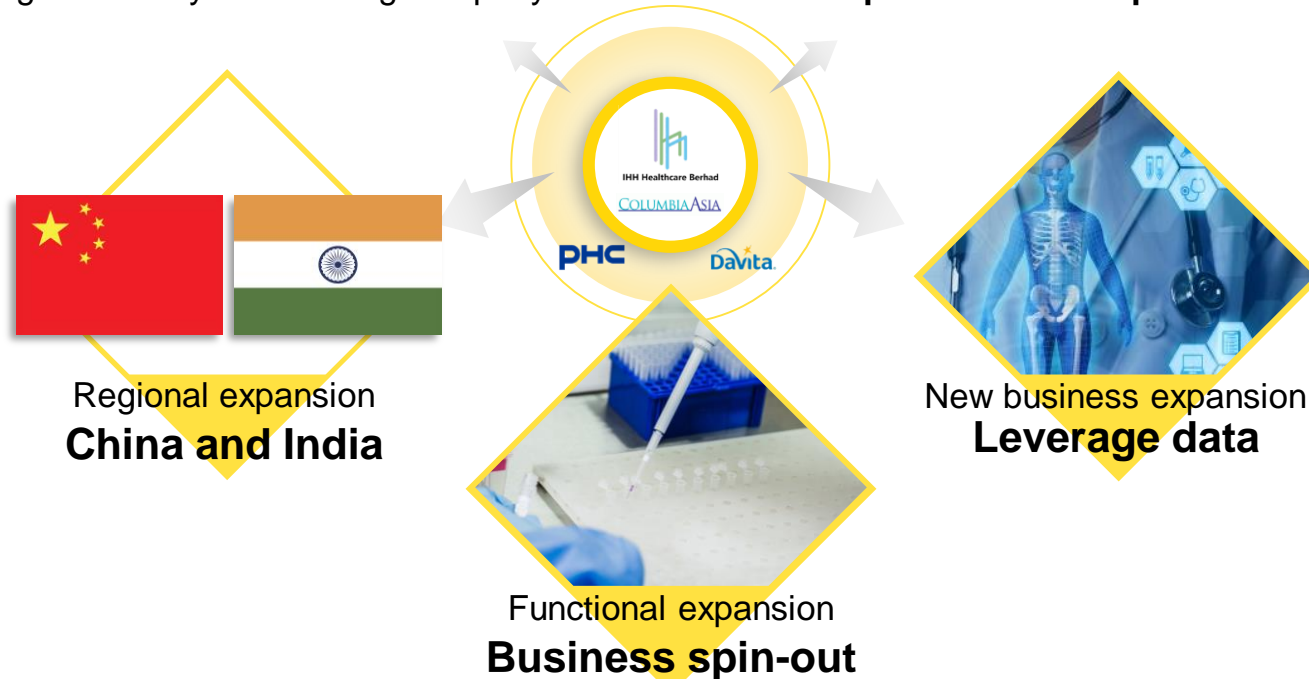 IHH Healthcare Berhad
COLUMBIA ASIA
PHC
DaVita
Regional expansion
China and India
New business expansion
Leverage data
Functional expansion
Business spin-out